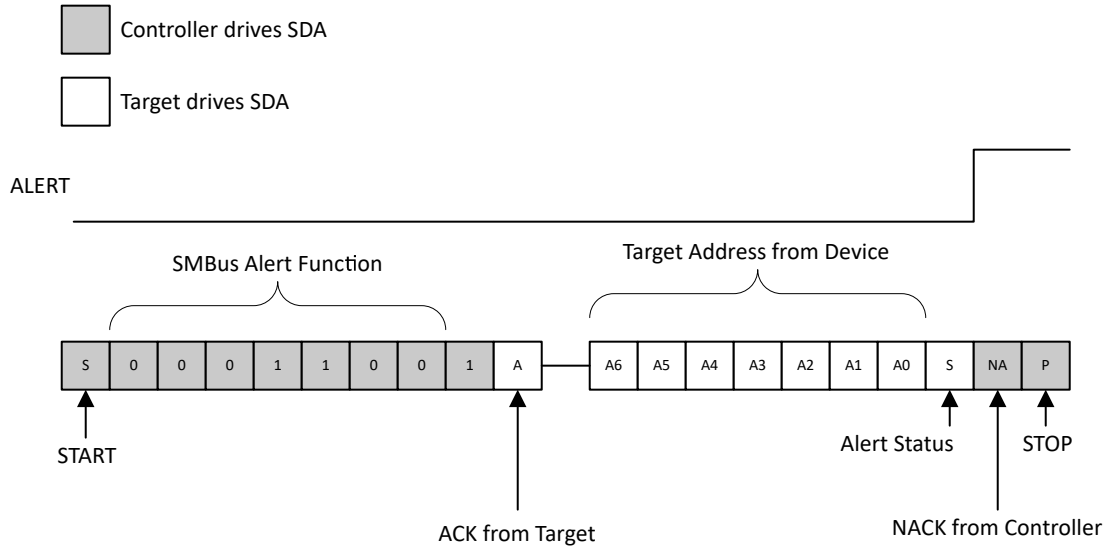 Controller drives SDA
Target drives SDA
ALERT
SMBus Alert Function
Target Address from Device
S 0 0 0 1 1 0 0 1 A A6 A5 A4 A3 A2 A1 A0 S NA P
START
Alert Status
STOP
ACK from Target
NACK from Controller